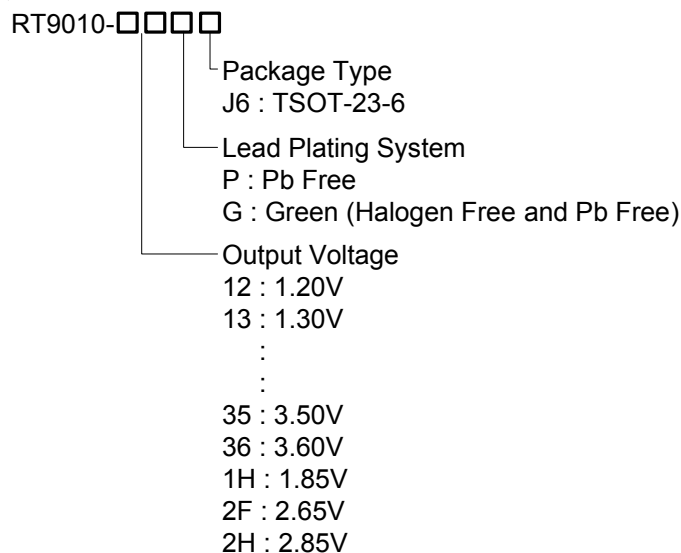 RT9010-□□□□
Package Type
J6 : TSOT-23-6
Lead Plating System
P : Pb Free
G : Green (Halogen Free and Pb Free)
Output Voltage
12 : 1.20V
13 : 1.30V
:
:
35 : 3.50V
36 : 3.60V
1H : 1.85V
2F : 2.65V
2H : 2.85V